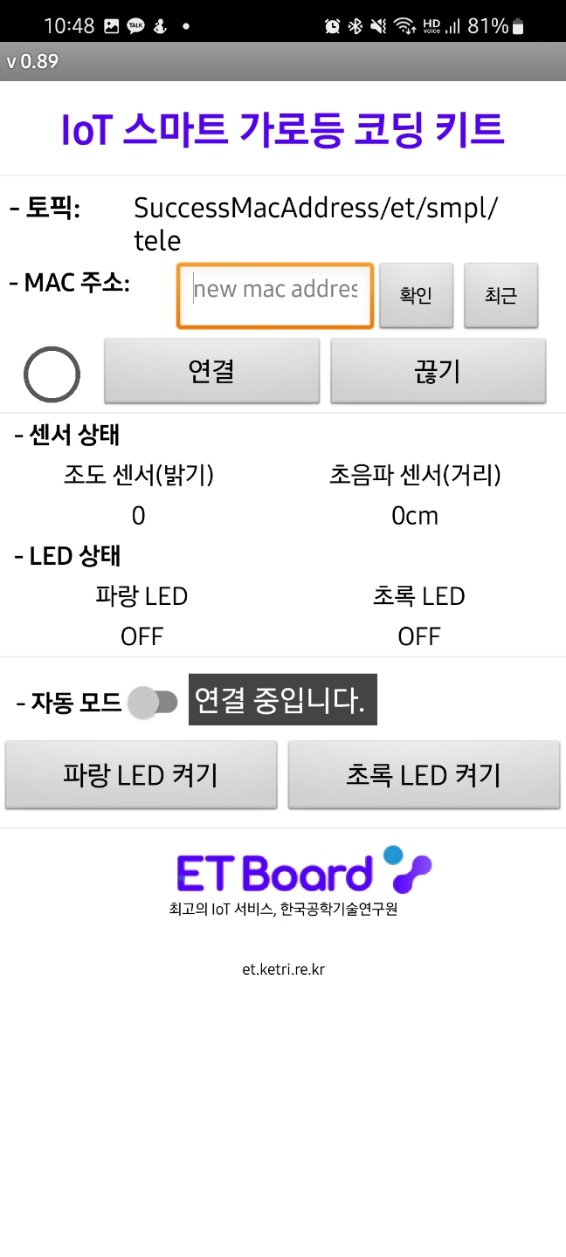 10:48 TALK HD voice 81%
v 0.89
IoT 스마트 가로등 코딩 키트
- 토픽: SuccessMacAddress/et/smpl/
tele
- MAC 주소: new mac addres 확인 최근
연결 끊기
- 센서 상태
조도 센서(밝기) 초음파 센서(거리)
0 0cm
- LED 상태
파랑 LED 초록 LED
OFF OFF
- 자동 모드 연결 중입니다.
파랑 LED 켜기 초록 LED 켜기
ET Board
최고의 IoT 서비스, 한국공학기술연구원
et.ketri.re.kr